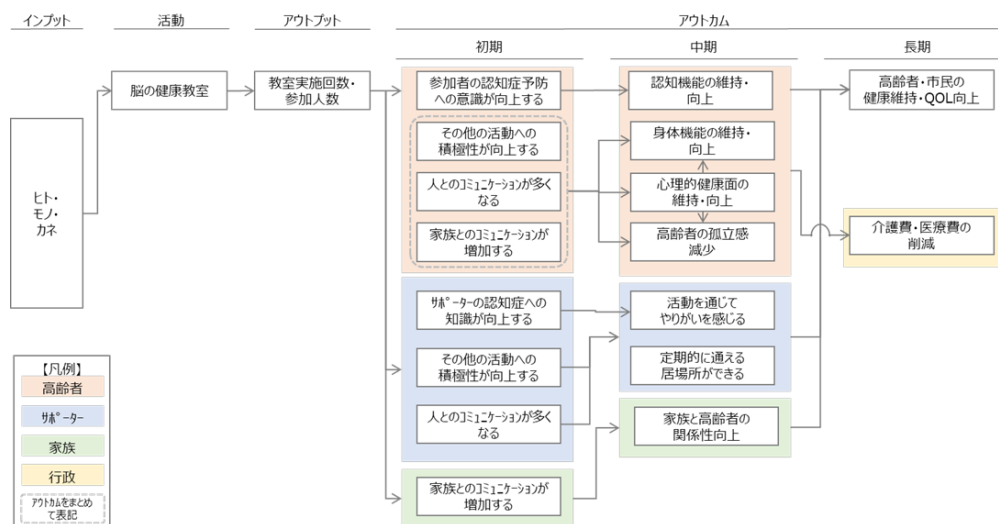 インプット
活動
アウトプット
アウトカム
初期
中期
長期
ヒト・
モノ・
カネ
脳の健康教室
教室実施回数・
参加人数
参加者の認知症予防
への意識が向上する
その他の活動への
積極性が向上する
人とのコミュニケーションが多く
なる
家族とのコミュニケーションが
増加する
サポーターの認知症への
知識が向上する
その他の活動への
積極性が向上する
人とのコミュニケーションが多く
なる
家族とのコミュニケーションが
増加する
認知機能の維持・
向上
身体機能の維持・
向上
心理的健康面の
維持・向上
高齢者の孤立感
減少
活動を通じて
やりがいを感じる
定期的に通える
居場所ができる
家族と高齢者の
関係性向上
高齢者・市民の
健康維持・QOL向上
介護費・医療費の
削減
【凡例】
高齢者
サポーター
家族
行政
アウトカムをまとめ
て表記